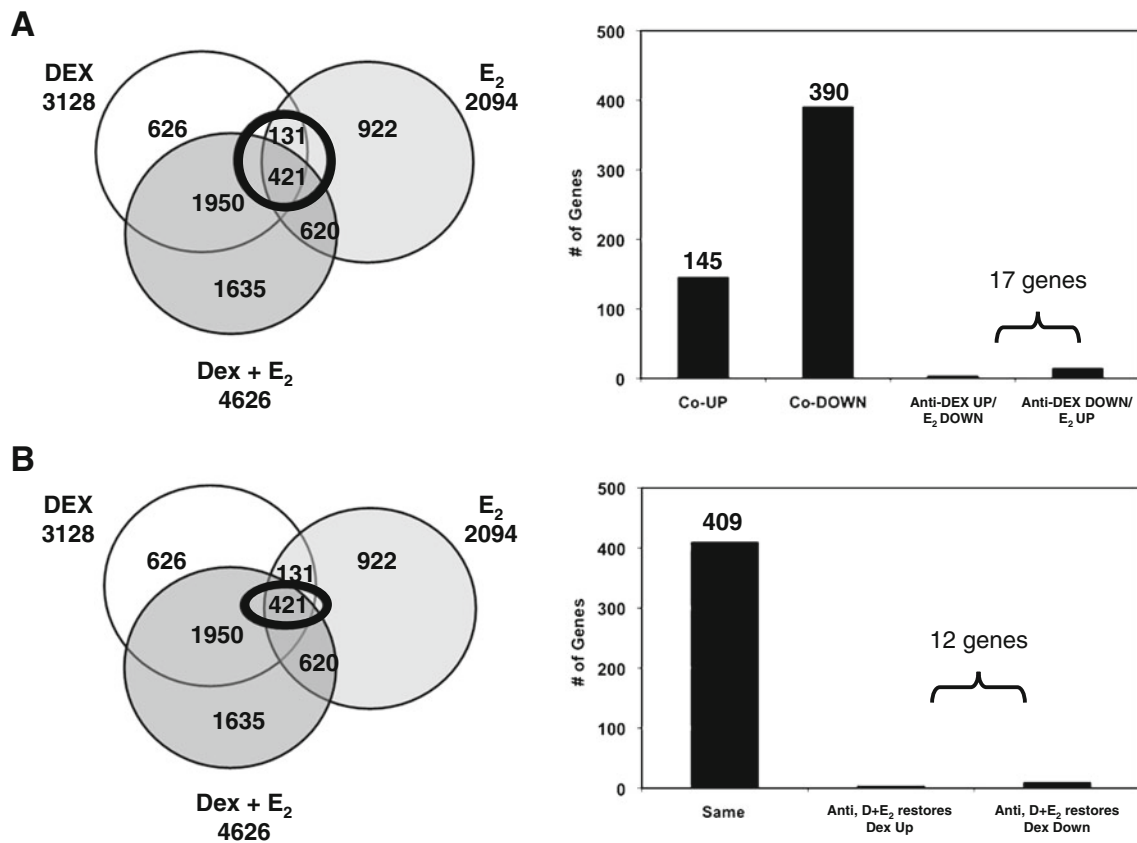 A
DEX
3128
E₂
2094
626
131
922
421
1950
620
1635
Dex + E₂
4626
500
400
300
200
100
0
# of Genes
145
390
17 genes
Co-UP
Co-DOWN
Anti-DEX UP/
E₂ DOWN
Anti-DEX DOWN/
E₂ UP
B
DEX
3128
E₂
2094
626
131
922
421
1950
620
1635
Dex + E₂
4626
500
400
300
200
100
0
# of Genes
409
12 genes
Same
Anti, D+E₂ restores
Dex Up
Anti, D+E₂ restores
Dex Down